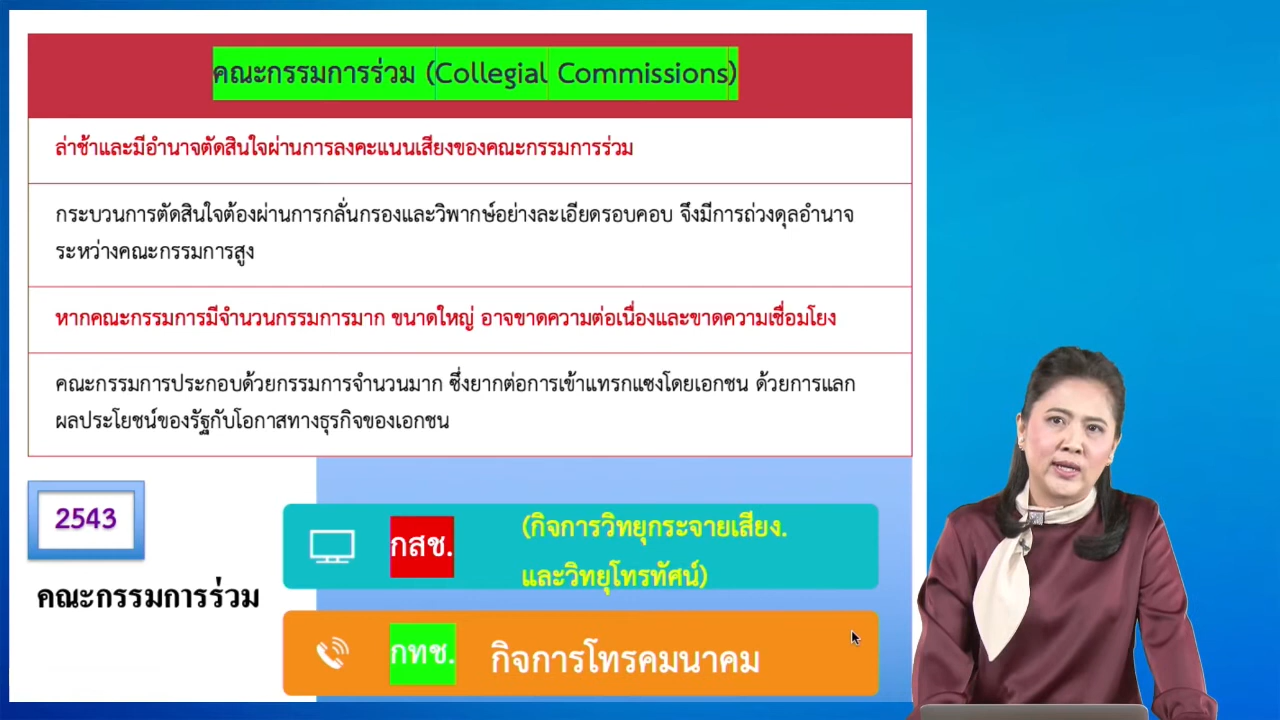 คณะกรรมการร่วม (Collegial Commissions)
ล่าช้าและมีอำนาจตัดสินใจผ่านการลงคะแนนเสียงของคณะกรรมการร่วม
กระบวนการตัดสินใจต้องผ่านการกลั่นกรองและวิพากษ์อย่างละเอียดรอบคอบ จึงมีการถ่วงดุลอำนาจ
ระหว่างคณะกรรมการสูง
หากคณะกรรมการมีจำนวนกรรมการมาก ขนาดใหญ่ อาจขาดความต่อเนื่องและขาดความเชื่อมโยง
คณะกรรมการประกอบด้วยกรรมการจำนวนมาก ซึ่งยากต่อการเข้าแทรกแซงโดยเอกชน ด้วยการแลก
ผลประโยชน์ของรัฐกับโอกาสทางธุรกิจของเอกชน
2543
คณะกรรมการร่วม
กสช.
(กิจการวิทยุกระจายเสียง.
และวิทยุโทรทัศน์)
กทช.
กิจการโทรคมนาคม